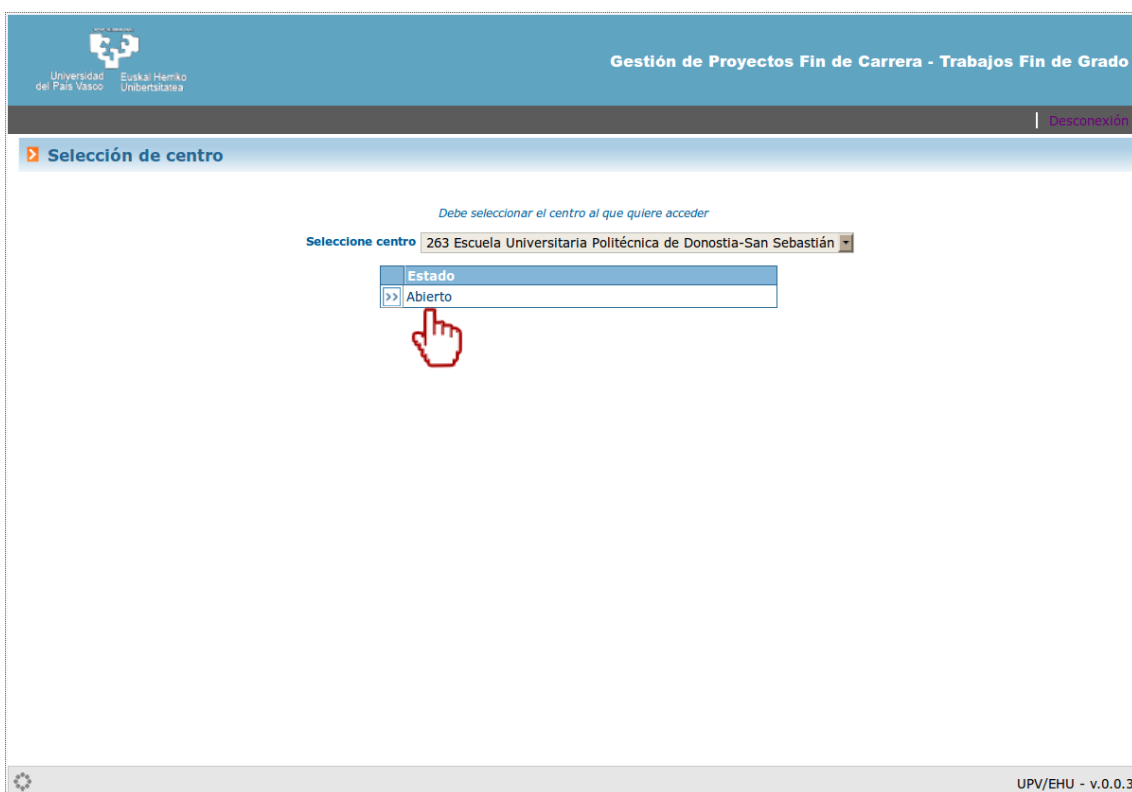 Universidad del País Vasco
Euskal Herriko Unibertsitatea
Gestión de Proyectos Fin de Carrera - Trabajos Fin de Grado
Desconexión
Selección de centro
Debe seleccionar el centro al que quiere acceder
Seleccione centro 263 Escuela Universitaria Politécnica de Donostia-San Sebastián
Estado
>> Abierto
UPV/EHU - v.0.0.3